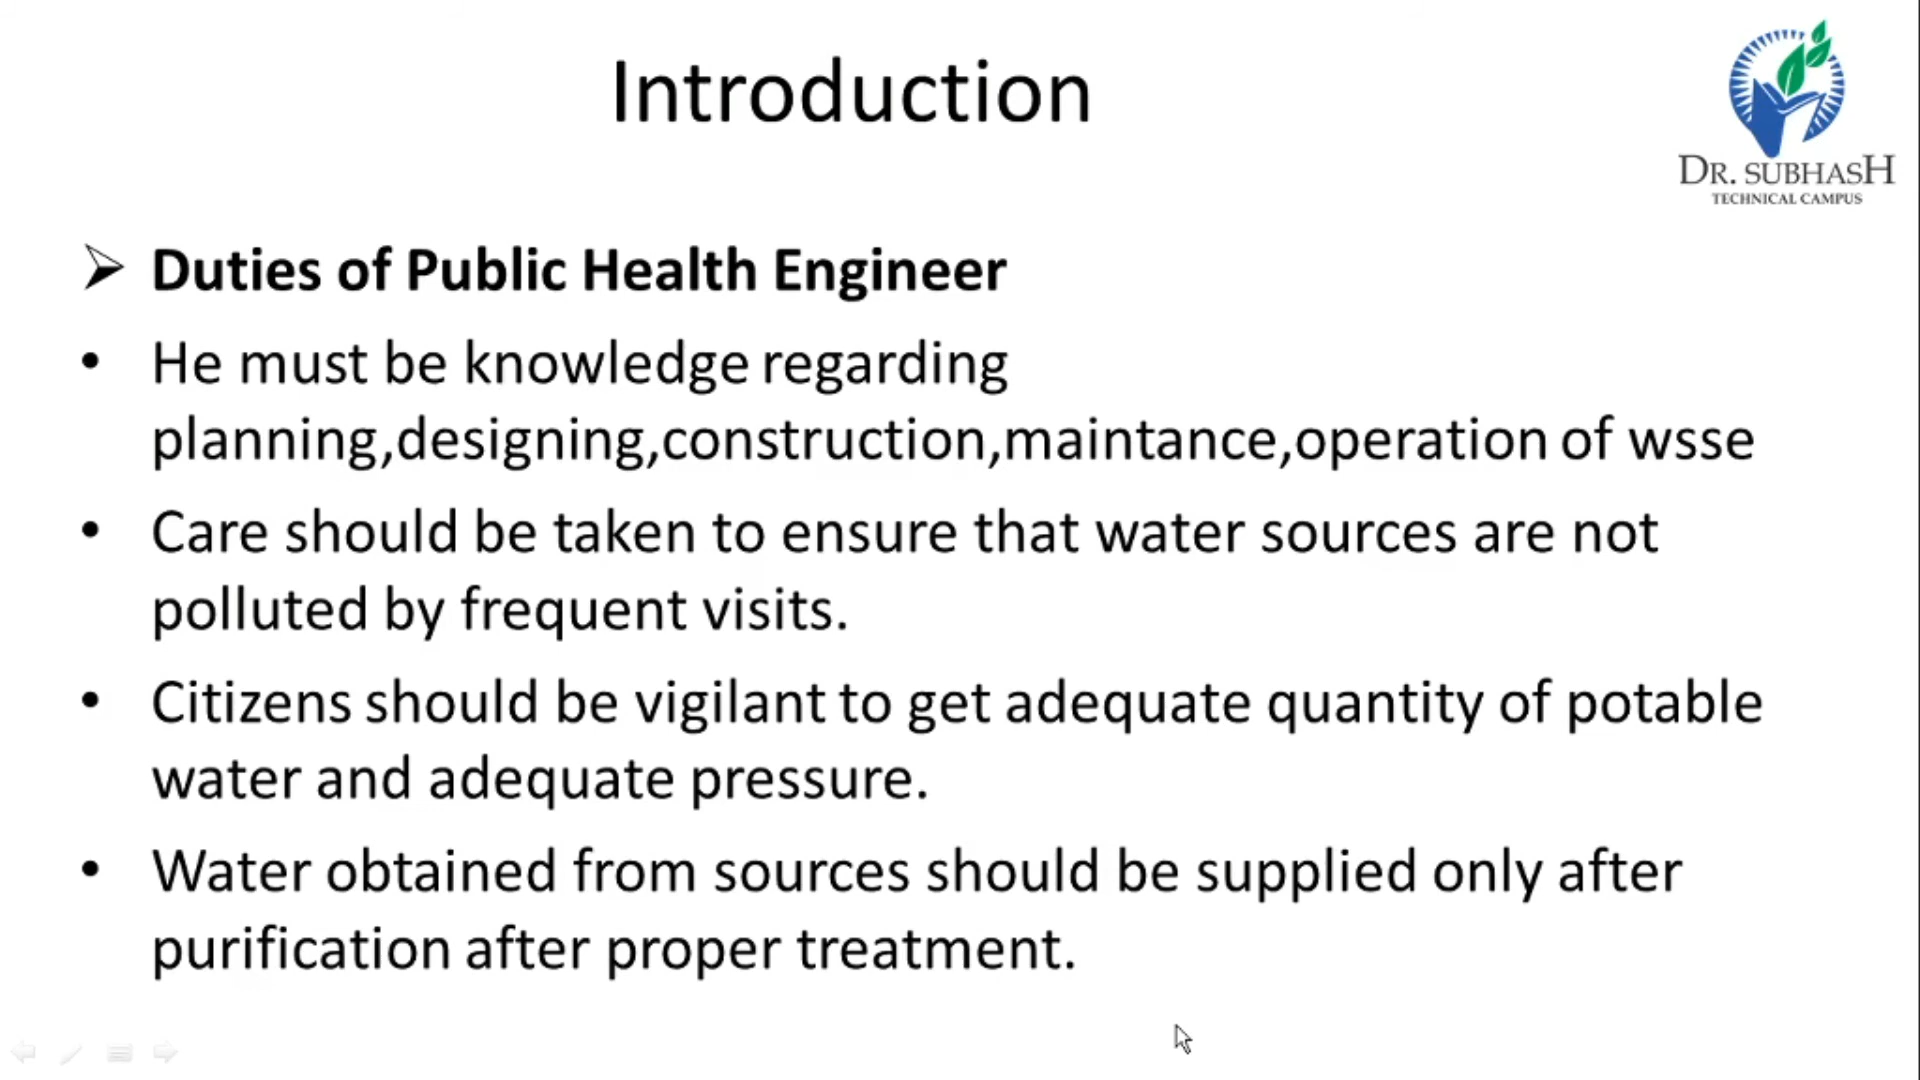 Introduction
DR. SUBHASH
TECHNICAL CAMPUS
➢ Duties of Public Health Engineer
• He must be knowledge regarding
planning,designing,construction,maintance,operation of wsse
• Care should be taken to ensure that water sources are not
polluted by frequent visits.
• Citizens should be vigilant to get adequate quantity of potable
water and adequate pressure.
• Water obtained from sources should be supplied only after
purification after proper treatment.